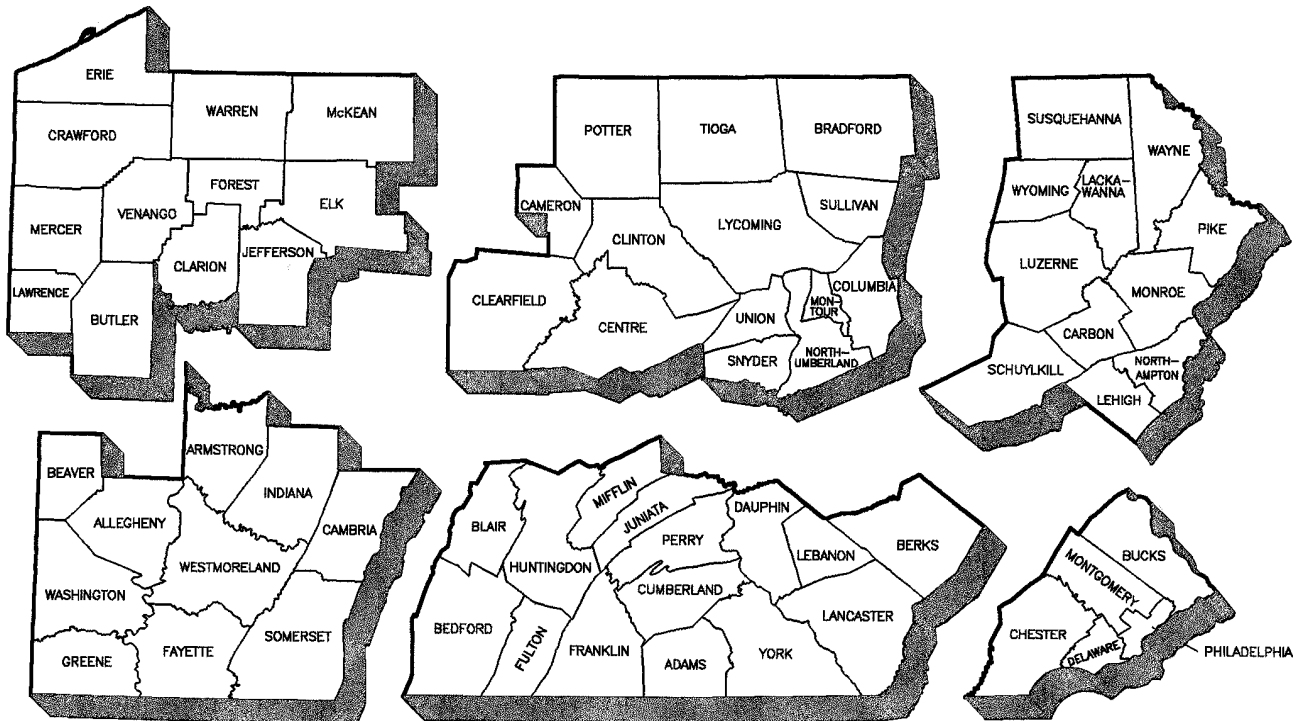 ERIE
WARREN
McKEAN
CRAWFORD
FOREST
VENANGO
ELK
MERCER
JEFFERSON
CLARION
LAWRENCE
BUTLER
POTTER
TIOGA
BRADFORD
CAMERON
SULLIVAN
LYCOMING
CLINTON
COLUMBIA
CLEARFIELD
MON-
TOUR
UNION
CENTRE
NORTH-
UMBERLAND
SNYDER
SUSQUEHANNA
WAYNE
WYOMING
LACKA-
WANNA
PIKE
LUZERNE
MONROE
CARBON
SCHUYLKILL
NORTH-
AMPTON
LEHIGH
ARMSTRONG
BEAVER
INDIANA
ALLEGHENY
CAMBRIA
WESTMORELAND
WASHINGTON
SOMERSET
FAYETTE
GREENE
MIFFLIN
JUNIATA
DAUPHIN
BLAIR
PERRY
BERKS
LEBANON
HUNTINGDON
CUMBERLAND
LANCASTER
BEDFORD
FULTON
FRANKLIN
ADAMS
YORK
BUCKS
MONTGOMERY
CHESTER
DELAWARE
PHILADELPHIA